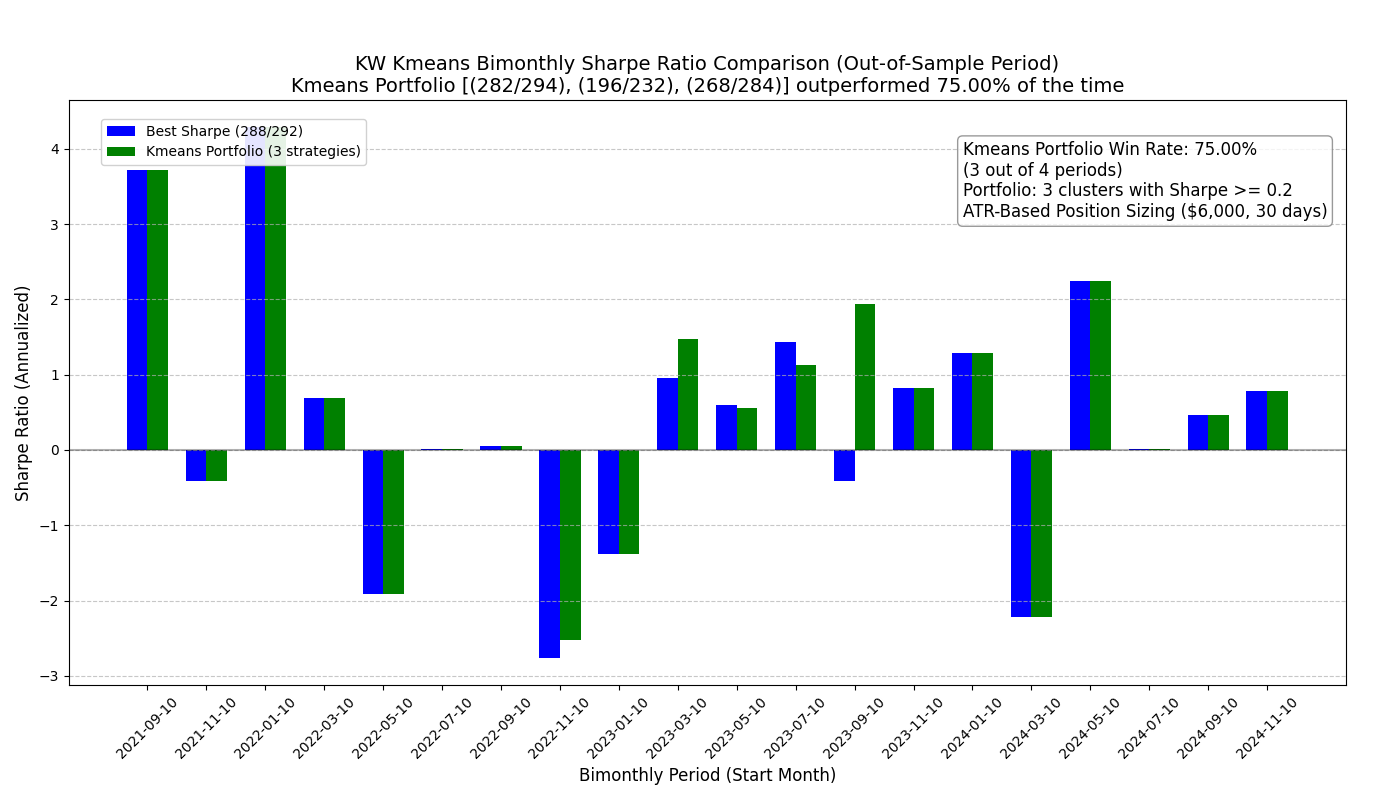 KW Kmeans Bimonthly Sharpe Ratio Comparison (Out-of-Sample Period)
Kmeans Portfolio [(282/294), (196/232), (268/284)] outperformed 75.00% of the time
Best Sharpe (288/292)
Kmeans Portfolio (3 strategies)
Kmeans Portfolio Win Rate: 75.00%
(3 out of 4 periods)
Portfolio: 3 clusters with Sharpe >= 0.2
ATR-Based Position Sizing ($6,000, 30 days)
Sharpe Ratio (Annualized)
4
3
2
1
0
−1
−2
−3
2021-09-10
2021-11-10
2022-01-10
2022-03-10
2022-05-10
2022-07-10
2022-09-10
2022-11-10
2023-01-10
2023-03-10
2023-05-10
2023-07-10
2023-09-10
2023-11-10
2024-01-10
2024-03-10
2024-05-10
2024-07-10
2024-09-10
2024-11-10
Bimonthly Period (Start Month)